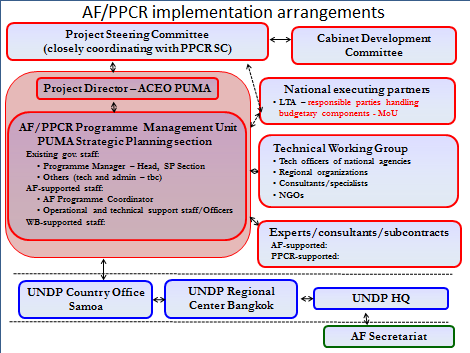 AF/PPCR implementation arrangements
Project Steering Committee
(closely coordinating with PPCR SC)
Cabinet Development
Committee
Project Director – ACEO PUMA
National executing partners
• LTA – responsible parties handling
budgetary components - MoU
AF/PPCR Programme Management Unit
PUMA Strategic Planning section
Existing gov. staff:
• Programme Manager – Head, SP Section
• Others (tech and admin – tbc)
AF-supported staff:
• AF Programme Coordinator
• Operational and technical support staff/Officers
WB-supported staff:
Technical Working Group
• Tech officers of national agencies
• Regional organizations
• Consultants/specialists
• NGOs
Experts/consultants/subcontracts
AF-supported:
PPCR-supported:
UNDP Country Office
Samoa
UNDP Regional
Center Bangkok
UNDP HQ
AF Secretariat